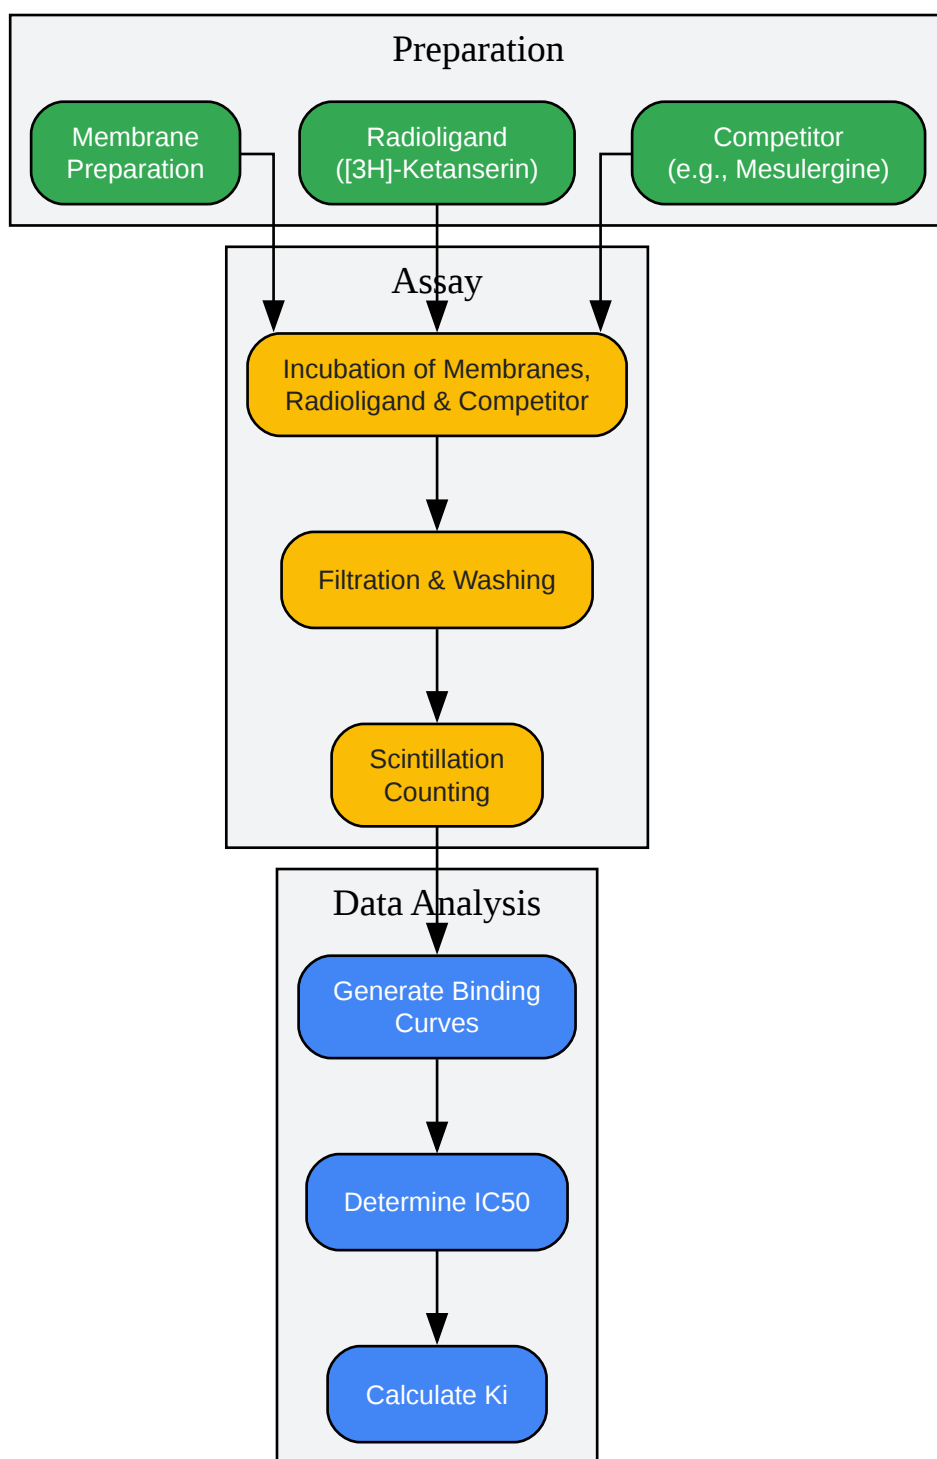 Preparation
Membrane
Preparation
Radioligand
([3H]-Ketanserin)
Competitor
(e.g., Mesulergine)
Assay
Incubation of Membranes,
Radioligand & Competitor
Filtration & Washing
Scintillation
Counting
Data Analysis
Generate Binding
Curves
Determine IC50
Calculate Ki